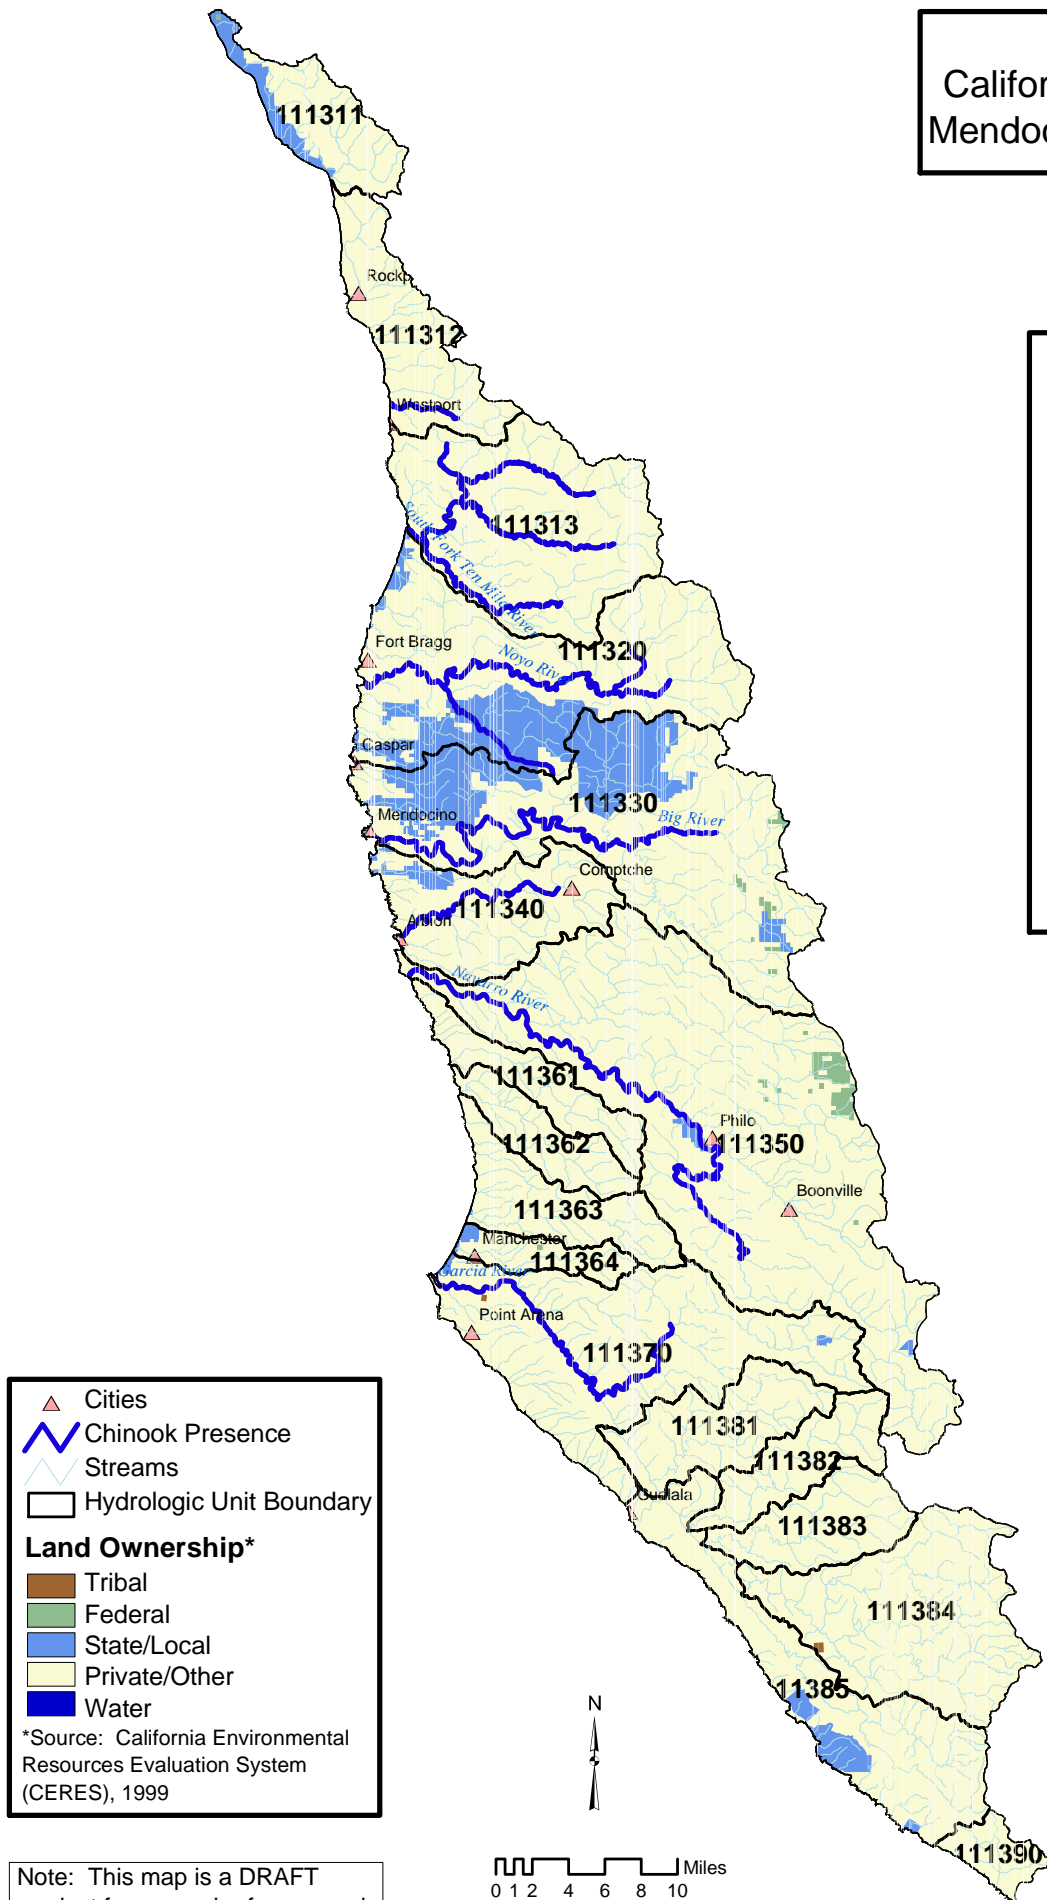 Califor
Mendoc
111311
Rockp
111312
Westport
111313
South Fork Ten Mile River
111320
Fort Bragg
Noyo River
Caspar
111330
Mendocino
Big River
Comptche
111340
Albion
Navarro River
111361
Philo
111350
111362
Boonville
111363
Manchester
111364
Garcia River
Point Arena
111370
111381
111382
Gualala
111383
111384
11385
111390
Cities
Chinook Presence
Streams
Hydrologic Unit Boundary
Land Ownership*
Tribal
Federal
State/Local
Private/Other
Water
*Source: California Environmental
Resources Evaluation System
(CERES), 1999
N
Miles
0 1 2 4 6 8 10
Note: This map is a DRAFT